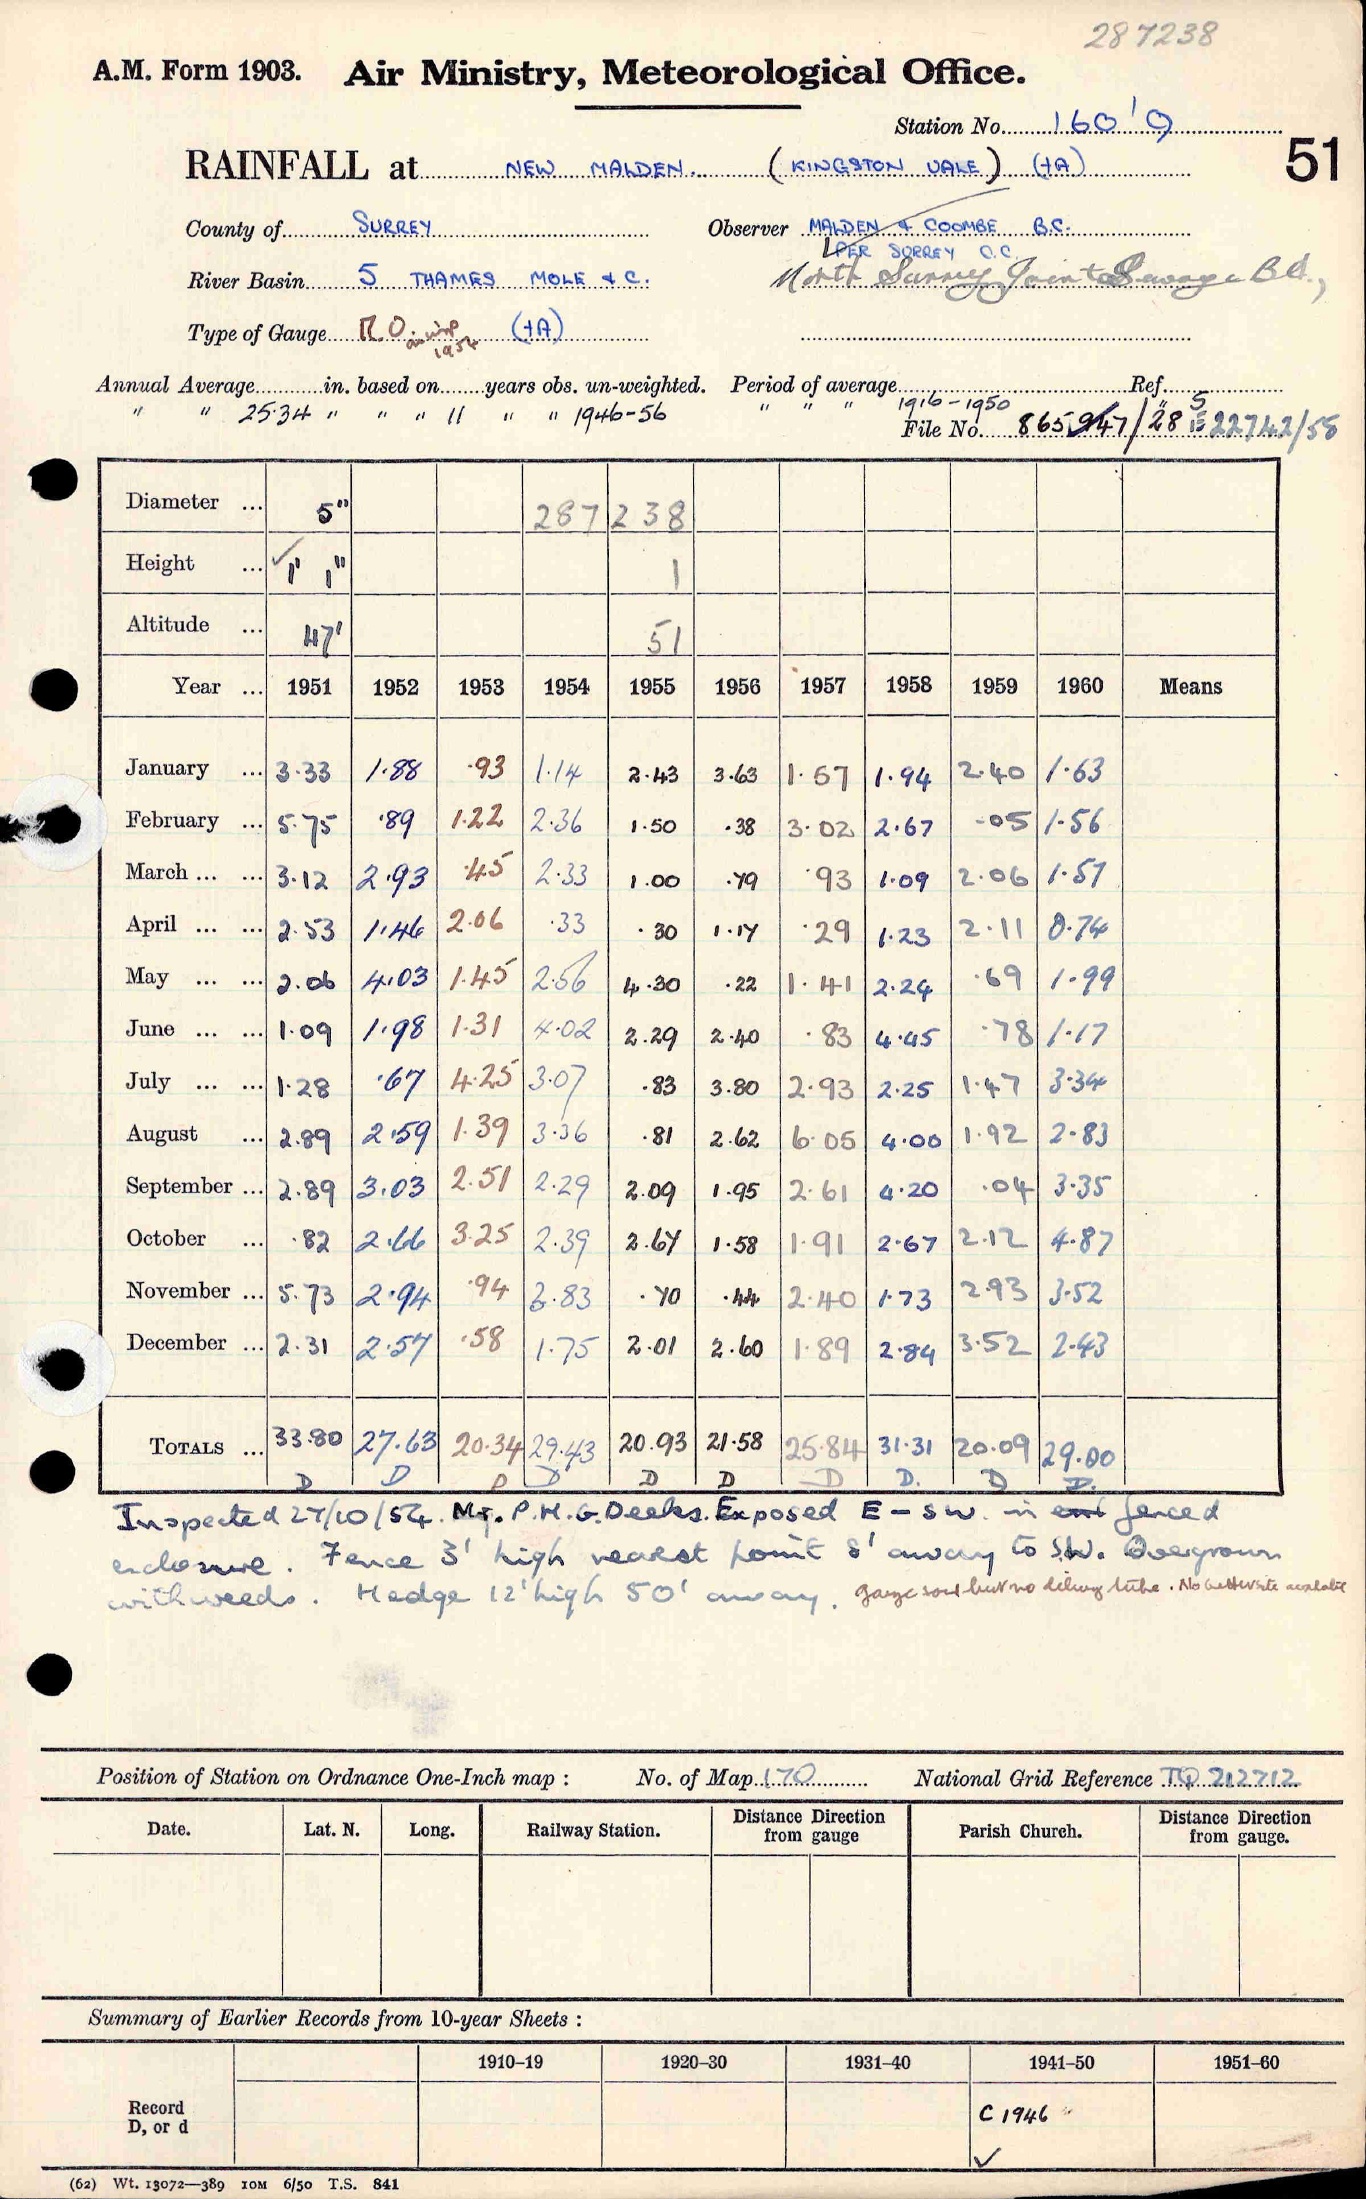 287238
A.M. Form 1903. Air Ministry, Meteorological Office.
Station No. 160'9
51
RAINFALL at NEW MALDEN. (KINGSTON VALE) (tA)
County of SURREY Observer MALDEN & COOMBE B.C.
PER SURREY C.C.
River Basin 5 THAMES MOLE & C. North Surrey Joint Sewage Bd.,
Type of Gauge M.O. 1954 (tA)
Annual Average in. based on years obs. un-weighted. Period of average Ref.
" " 25.34 " " " 11 " " 1946-56 " " " 1916-1950 "
File No. 865947/28 22742/58
Diameter ... 5" 287238
Height ... 1' 1" 1
Altitude ... 47' 51
Year ... 1951 1952 1953 1954 1955 1956 1957 1958 1959 1960 Means
January ... 3.33 1.88 .93 1.14 2.43 3.63 1.57 1.94 2.40 1.63
February ... 5.75 .89 1.22 2.36 1.50 .38 3.02 2.67 .05 1.56
March ... ... 3.12 2.93 .45 2.33 1.00 .79 .93 1.09 2.06 1.57
April ... ... 2.53 1.46 2.06 .33 .30 1.17 .29 1.23 2.11 0.74
May ... ... 2.06 4.03 1.45 2.56 4.30 .22 1.41 2.24 .69 1.99
June ... ... 1.09 1.98 1.31 4.02 2.29 2.40 .83 4.45 .78 1.17
July ... ... 1.28 .67 4.25 3.07 .83 3.80 2.93 2.25 1.47 3.34
August ... 2.89 2.59 1.39 3.36 .81 2.62 6.05 4.00 1.92 2.83
September ... 2.89 3.03 2.51 2.29 2.09 1.95 2.61 4.20 .04 3.35
October ... .82 2.66 3.25 2.39 2.67 1.58 1.91 2.67 2.12 4.87
November ... 5.73 2.94 .94 3.83 .70 .44 2.40 1.73 2.93 3.52
December ... 2.31 2.57 .58 1.75 2.01 2.60 1.89 2.84 3.52 2.43
TOTALS ... 33.80 27.63 20.34 29.43 20.93 21.58 25.84 31.31 20.09 29.00
D D D D D D D D. D D.
Inspected 27/10/54. Mr. P.H.G. Deeks. Exposed E - SW. in fenced
enclosure. Fence 3' high nearest point 8' away to SW. Overgrown
with weeds. Hedge 12' high 50' away. Gauge sound but no dibbing tube. No better site available
Position of Station on Ordnance One-Inch map : No. of Map 170 National Grid Reference TQ 212712
Date. Lat. N. Long. Railway Station. Distance Direction from gauge Parish Church. Distance Direction from gauge.
Summary of Earlier Records from 10-year Sheets :
1910–19 1920–30 1931–40 1941–50 1951–60
Record
D, or d
C 1946
(62) Wt. 13072—389 10M 6/50 T.S. 841